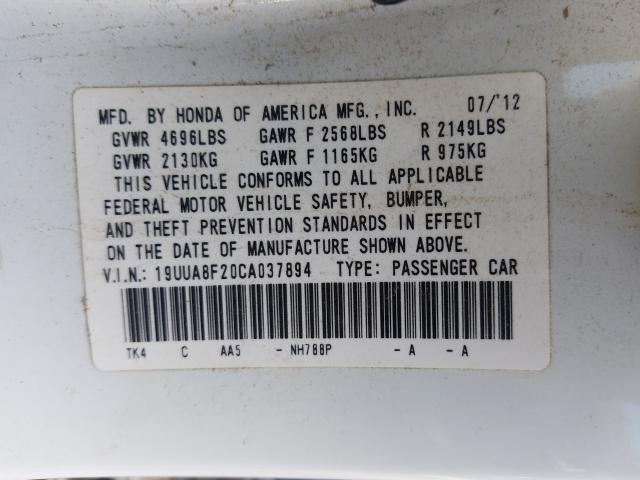 MFD. BY HONDA OF AMERICA MFG., INC. 07/'12
GVWR 4696LBS GAWR F 2568LBS R 2149LBS
GVWR 2130KG GAWR F 1165KG R 975KG
THIS VEHICLE CONFORMS TO ALL APPLICABLE
FEDERAL MOTOR VEHICLE SAFETY, BUMPER,
AND THEFT PREVENTION STANDARDS IN EFFECT
ON THE DATE OF MANUFACTURE SHOWN ABOVE.
V.I.N.: 19UUA8F20CA037894 TYPE: PASSENGER CAR
TK4 C AA5 - NH788P - A - A